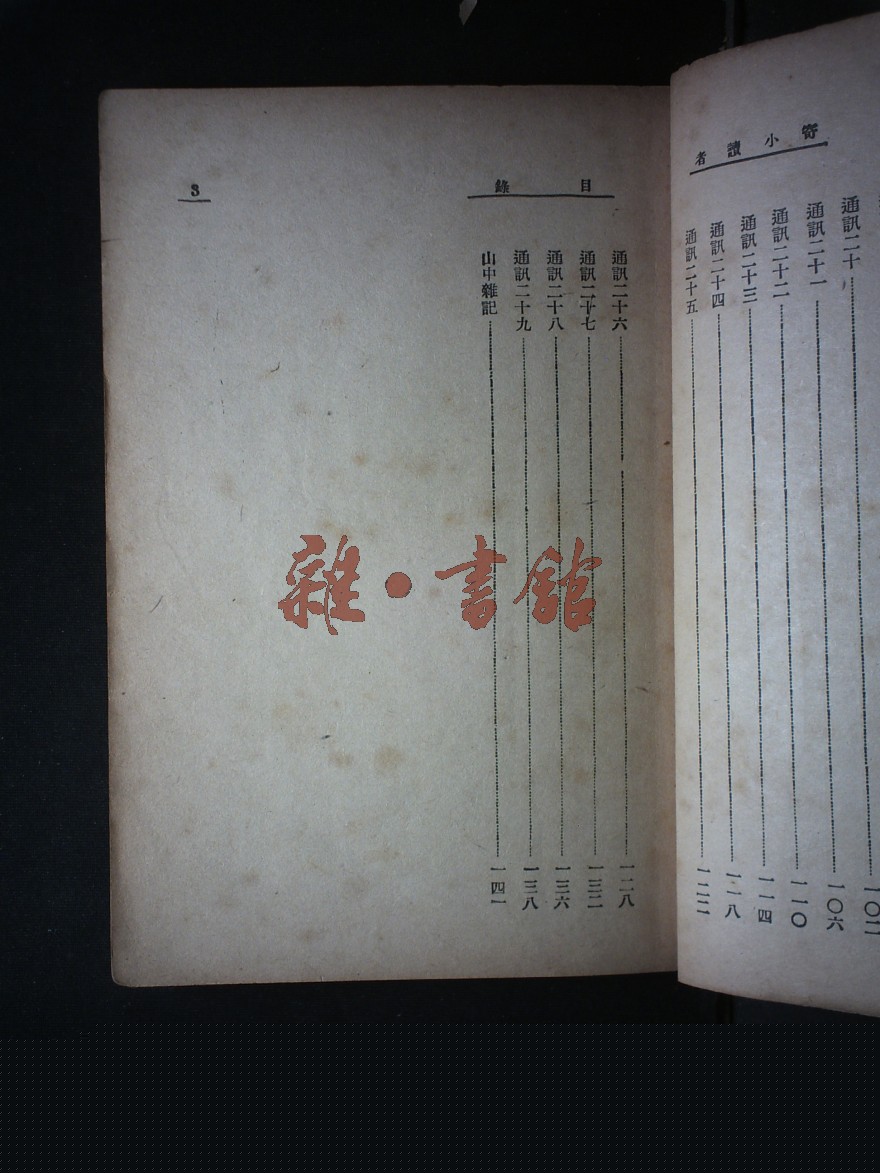 寄小讀者
通訊二十 一〇二
通訊二十一 一〇六
通訊二十二 一一〇
通訊二十三 一一四
通訊二十四 一一八
通訊二十五 一二二
目錄
3
通訊二十六 一二八
通訊二十七 一三二
通訊二十八 一三六
通訊二十九 一三八
山中雜記 一四一
雜·書館